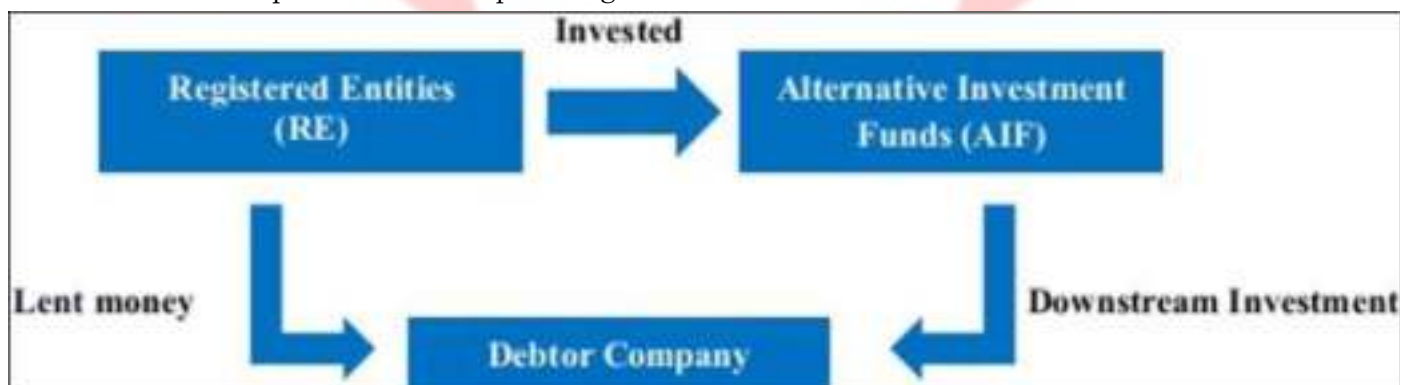 Invested
Registered Entities
(RE)
Alternative Investment
Funds (AIF)
Lent money
Downstream Investment
Debtor Company